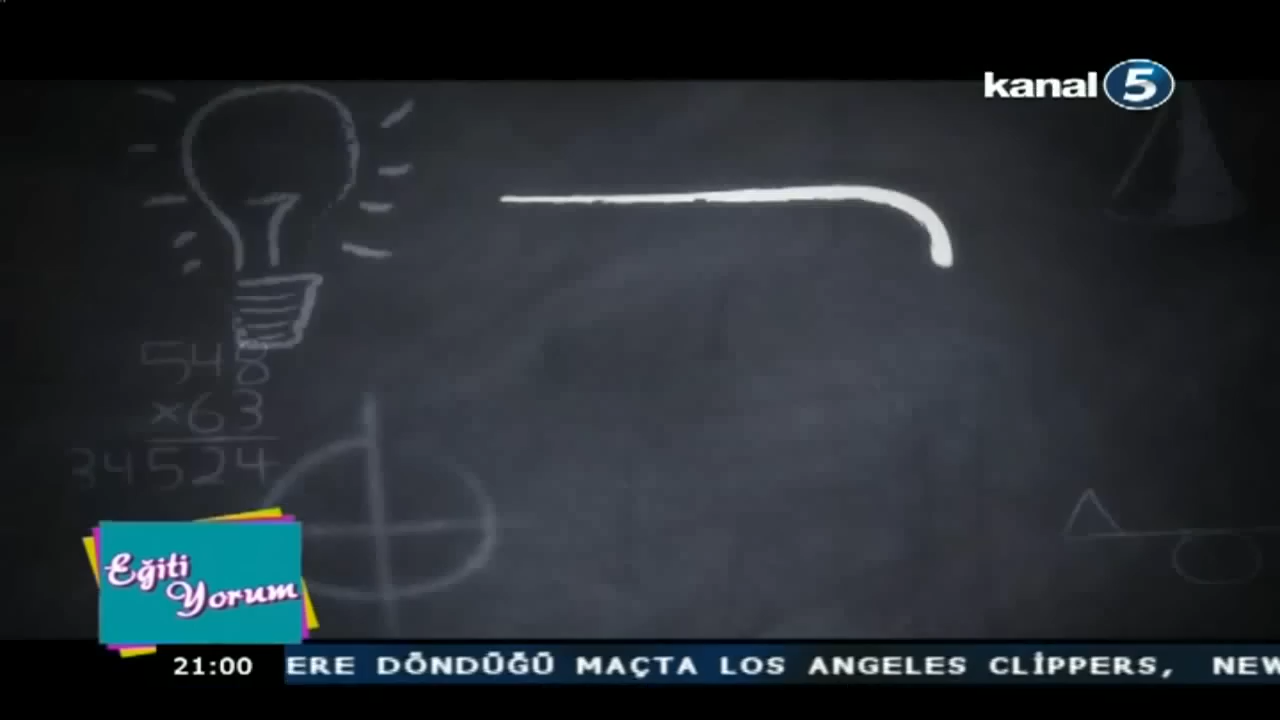 kanal 5
548
×63
34524
Eğiti
Yorum
21:00 ERE DÖNDÜĞÜ MAÇTA LOS ANGELES CLİPPERS, NEW